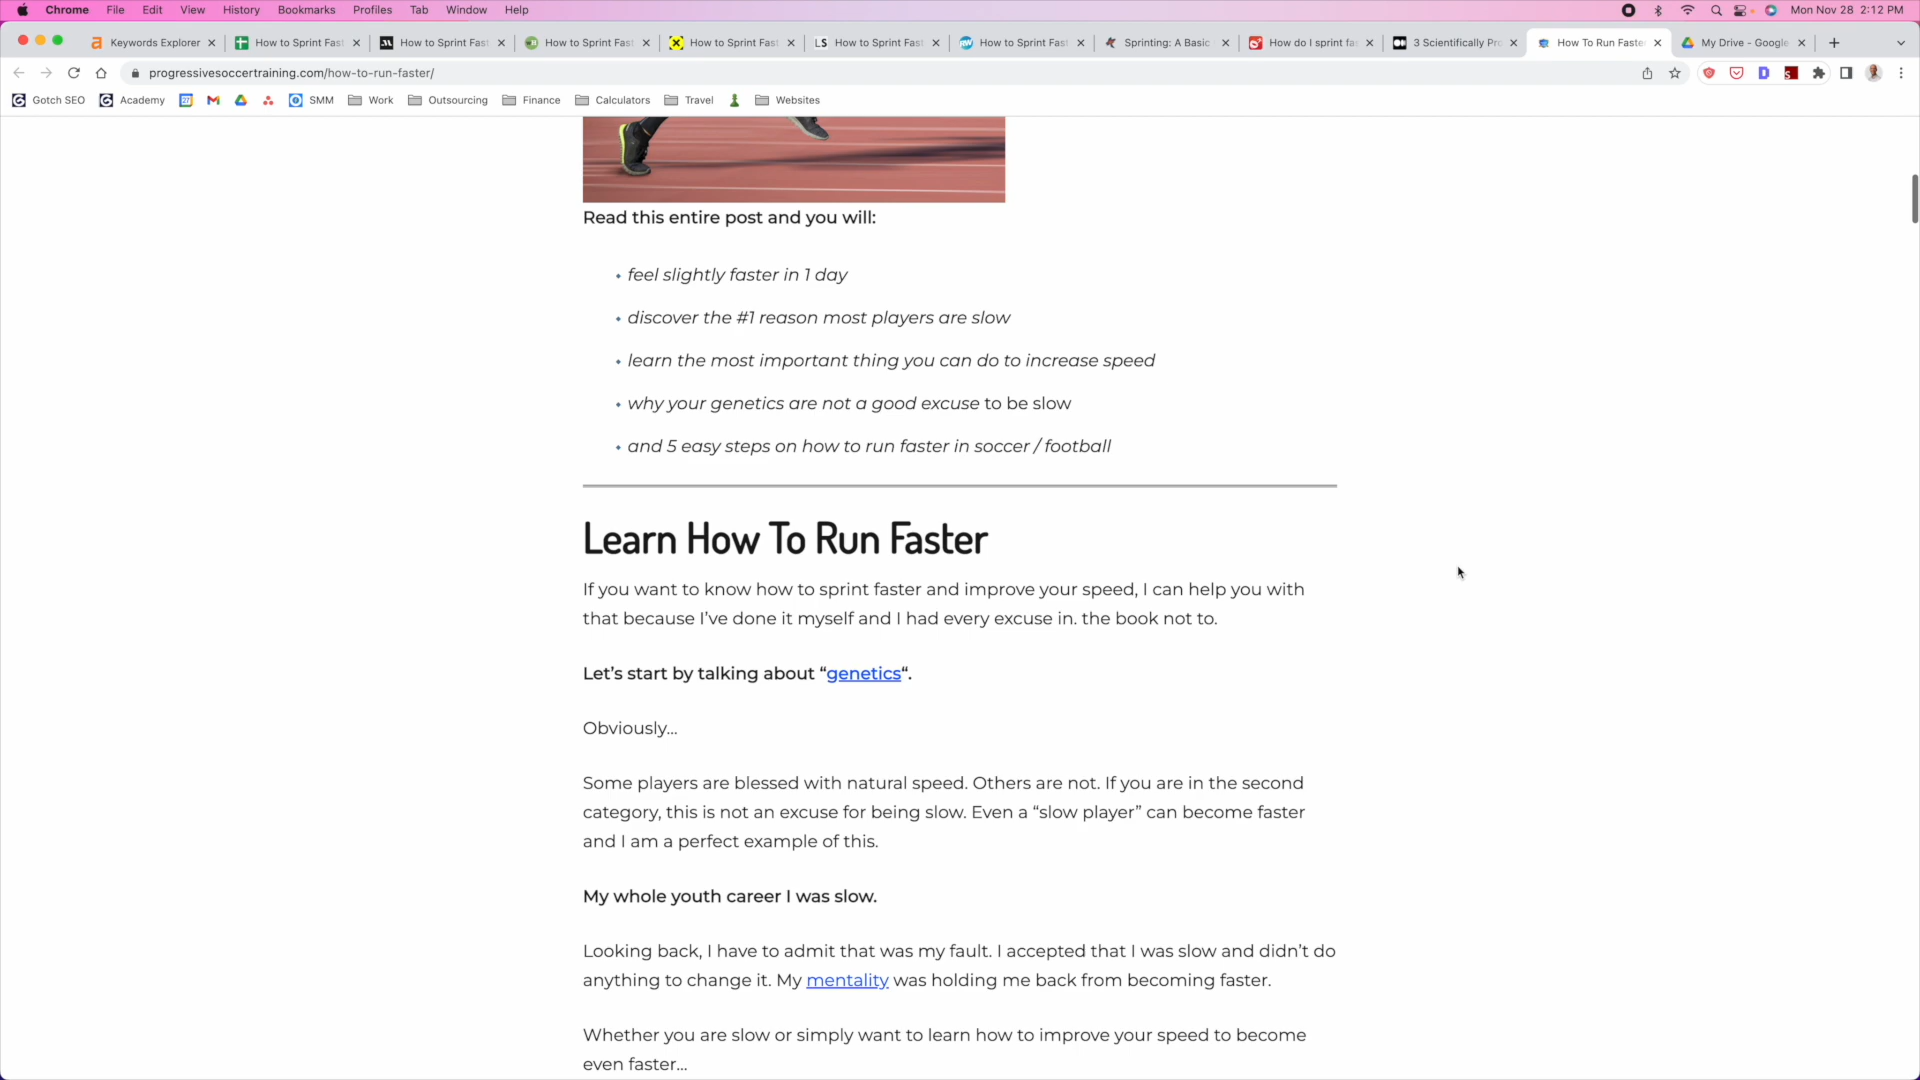 Chrome File Edit View History Bookmarks Profiles Tab Window Help Mon Nov 28 2:12 PM
Keywords Explorer How to Sprint Fast How to Sprint Fast How to Sprint Fast How to Sprint Fast LS How to Sprint Fast How to Sprint Fast Sprinting: A Basic How do I sprint fas 3 Scientifically Pro How To Run Faster My Drive - Google
progressivesoccertraining.com/how-to-run-faster/
Gotch SEO Academy SMM Work Outsourcing Finance Calculators Travel Websites
Read this entire post and you will:
feel slightly faster in 1 day
discover the #1 reason most players are slow
learn the most important thing you can do to increase speed
why your genetics are not a good excuse to be slow
and 5 easy steps on how to run faster in soccer / football
Learn How To Run Faster
If you want to know how to sprint faster and improve your speed, I can help you with
that because I've done it myself and I had every excuse in. the book not to.
Let's start by talking about “genetics“.
Obviously...
Some players are blessed with natural speed. Others are not. If you are in the second
category, this is not an excuse for being slow. Even a “slow player” can become faster
and I am a perfect example of this.
My whole youth career I was slow.
Looking back, I have to admit that was my fault. I accepted that I was slow and didn't do
anything to change it. My mentality was holding me back from becoming faster.
Whether you are slow or simply want to learn how to improve your speed to become
even faster...